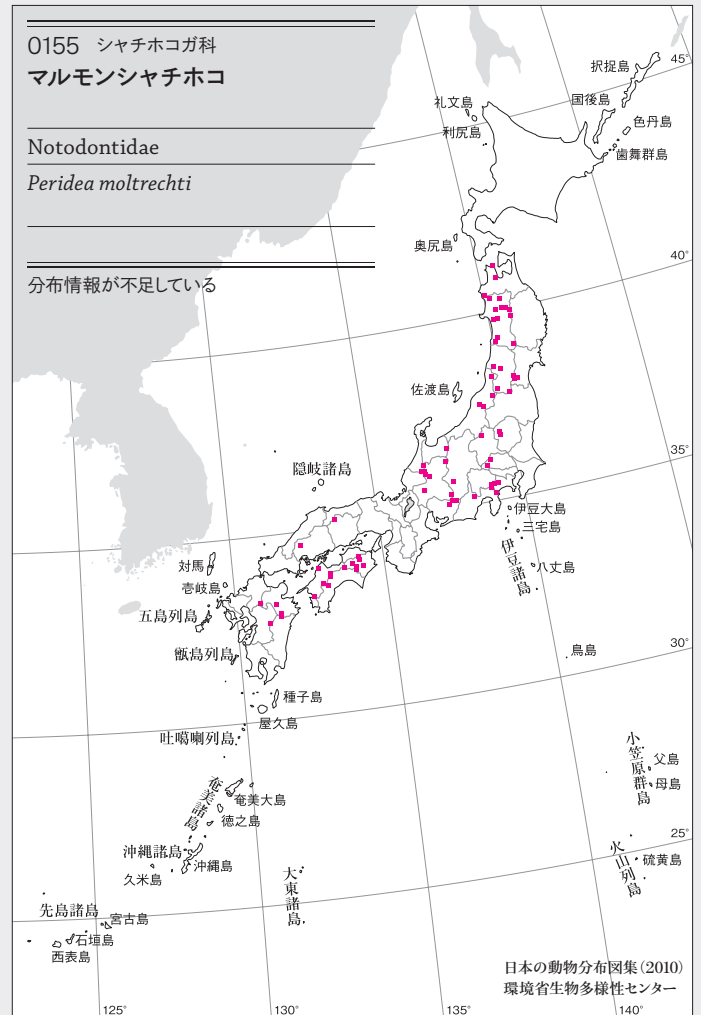 0155 シャチホコガ科
マルモンシャチホコ
Notodontidae
Peridea moltrechti
分布情報が不足している
45°
択捉島
国後島
礼文島
色丹島
利尻島
歯舞群島
奥尻島
40°
佐渡島
35°
隠岐諸島
伊豆大島
三宅島
伊豆諸島
八丈島
対馬
壱岐島
五島列島
甑島列島
鳥島
30°
種子島
屋久島
吐噶喇列島
小笠原群島
父島
母島
奄美諸島
奄美大島
徳之島
25°
沖縄諸島
沖縄島
久米島
火山列島
硫黄島
大東諸島
先島諸島
宮古島
石垣島
西表島
日本の動物分布図集(2010)
環境省生物多様性センター
125°
130°
135°
140°